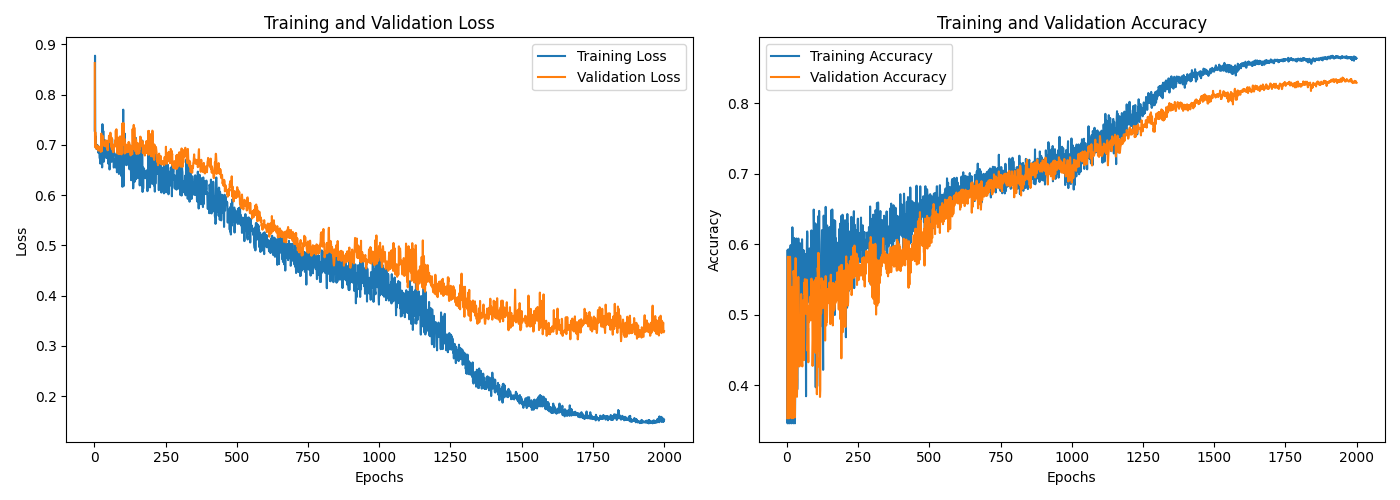 Training and Validation Loss
Training Loss
Validation Loss
Loss
0.9
0.8
0.7
0.6
0.5
0.4
0.3
0.2
0 250 500 750 1000 1250 1500 1750 2000
Epochs
Training and Validation Accuracy
Training Accuracy
Validation Accuracy
Accuracy
0.8
0.7
0.6
0.5
0.4
0 250 500 750 1000 1250 1500 1750 2000
Epochs